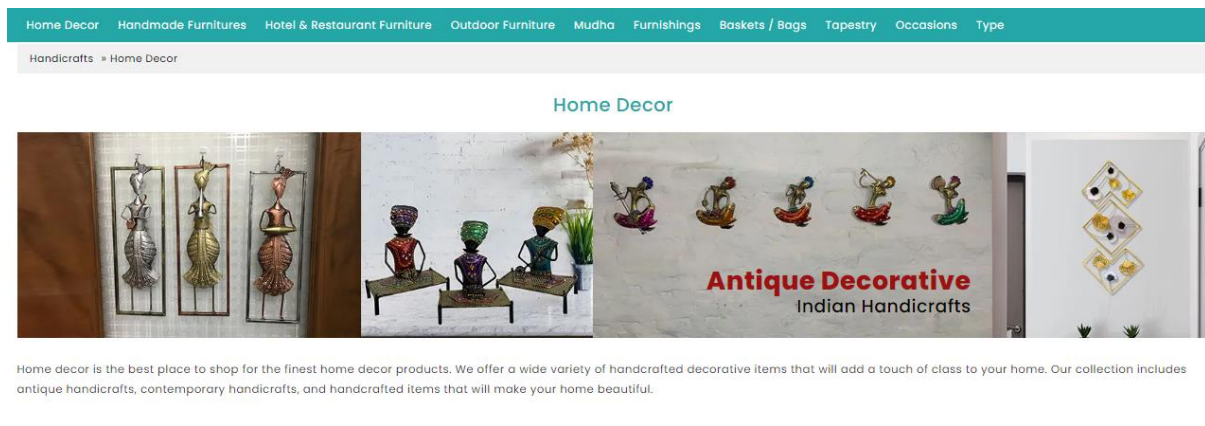 Home Decor Handmade Furnitures Hotel & Restaurant Furniture Outdoor Furniture Mudha Furnishings Baskets / Bags Tapestry Occasions Type
Handicrafts » Home Decor
Home Decor
Antique Decorative
Indian Handicrafts
Home decor is the best place to shop for the finest home decor products. We offer a wide variety of handcrafted decorative items that will add a touch of class to your home. Our collection includes
antique handicrafts, contemporary handicrafts, and handcrafted items that will make your home beautiful.